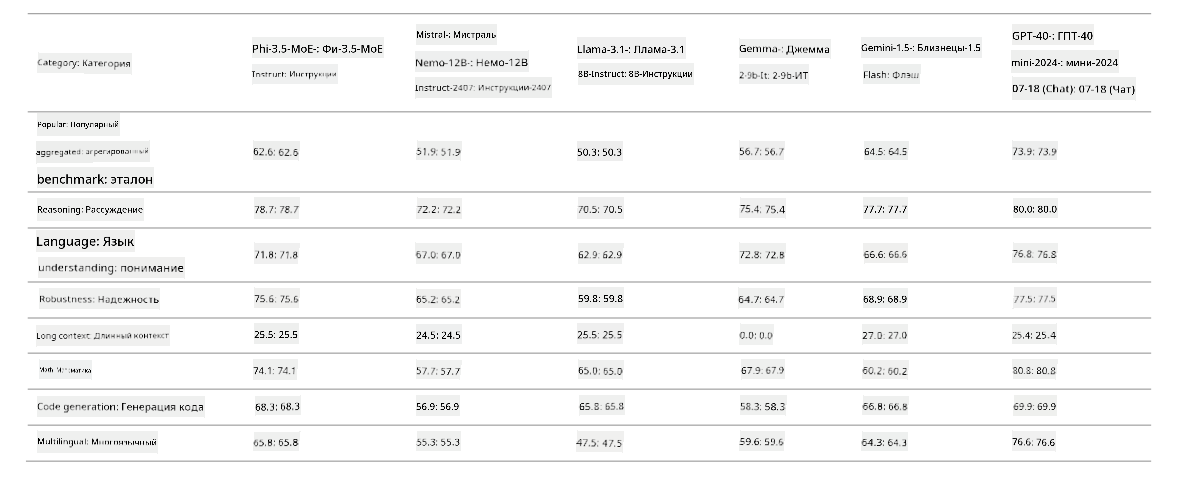 Category: Категория
Phi-3.5-MoE-: Фи-3.5-МоЕ
Instruct: Инструкции
Mistral-: Мистраль
Nemo-12B-: Немо-12B
Instruct-2407: Инструкции-2407
Llama-3.1-: Ллама-3.1
8B-Instruct: 8B-Инструкции
Gemma-: Джемма
2-9b-It: 2-9b-ИТ
Gemini-1.5-: Близнецы-1.5
Flash: Флэш
GPT-40-: ГПТ-40
mini-2024-: мини-2024
07-18 (Chat): 07-18 (Чат)
Popular: Популярный
aggregated: агрегированный
benchmark: эталон
62.6: 62.6
51.9: 51.9
50.3: 50.3
56.7: 56.7
64.5: 64.5
73.9: 73.9
Reasoning: Рассуждение
78.7: 78.7
72.2: 72.2
70.5: 70.5
75.4: 75.4
77.7: 77.7
80.0: 80.0
Language: Язык
understanding: понимание
71.8: 71.8
67.0: 67.0
62.9: 62.9
72.8: 72.8
66.6: 66.6
76.8: 76.8
Robustness: Надежность
75.6: 75.6
65.2: 65.2
59.8: 59.8
64.7: 64.7
68.9: 68.9
77.5: 77.5
Long context: Длинный контекст
25.5: 25.5
24.5: 24.5
25.5: 25.5
0.0: 0.0
27.0: 27.0
25.4: 25.4
Math: Математика
74.1: 74.1
57.7: 57.7
65.0: 65.0
67.9: 67.9
60.2: 60.2
80.8: 80.8
Code generation: Генерация кода
68.3: 68.3
56.9: 56.9
65.8: 65.8
58.3: 58.3
66.8: 66.8
69.9: 69.9
Multilingual: Многоязычный
65.8: 65.8
55.3: 55.3
47.5: 47.5
59.6: 59.6
64.3: 64.3
76.6: 76.6